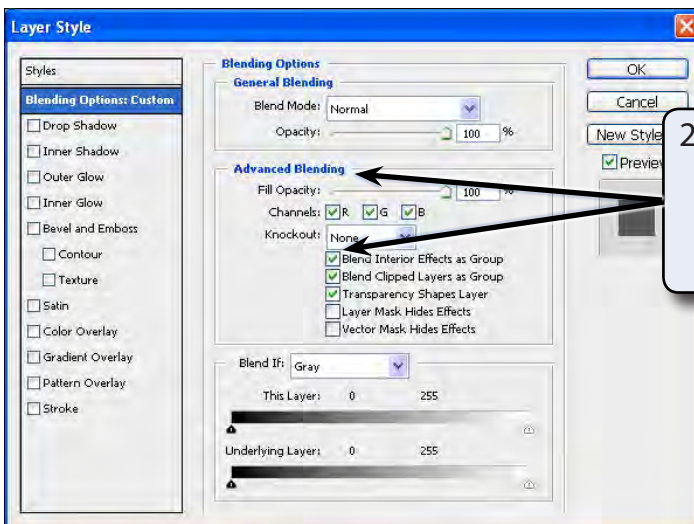 Layer Style
Styles
Blending Options: Custom
Drop Shadow
Inner Shadow
Outer Glow
Inner Glow
Bevel and Emboss
Contour
Texture
Satin
Color Overlay
Gradient Overlay
Pattern Overlay
Stroke
Blending Options
General Blending
Blend Mode: Normal
Opacity: 100 %
Advanced Blending
Fill Opacity: 100 %
Channels: R G B
Knockout: None
Blend Interior Effects as Group
Blend Clipped Layers as Group
Transparency Shapes Layer
Layer Mask Hides Effects
Vector Mask Hides Effects
Blend If: Gray
This Layer: 0 255
Underlying Layer: 0 255
OK
Cancel
New Style
Preview
2